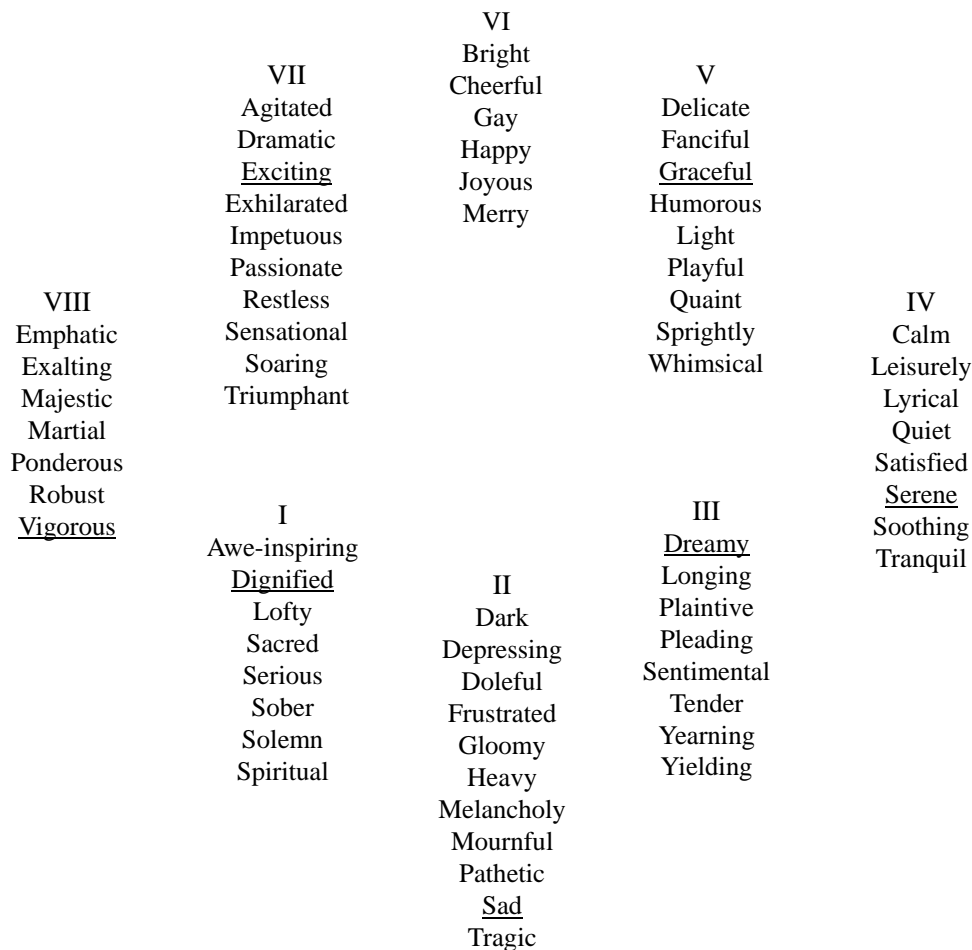 VI
Bright
Cheerful
Gay
Happy
Joyous
Merry
VII
Agitated
Dramatic
Exciting
Exhilarated
Impetuous
Passionate
Restless
Sensational
Soaring
Triumphant
V
Delicate
Fanciful
Graceful
Humorous
Light
Playful
Quaint
Sprightly
Whimsical
VIII
Emphatic
Exalting
Majestic
Martial
Ponderous
Robust
Vigorous
IV
Calm
Leisurely
Lyrical
Quiet
Satisfied
Serene
Soothing
Tranquil
I
Awe-inspiring
Dignified
Lofty
Sacred
Serious
Sober
Solemn
Spiritual
III
Dreamy
Longing
Plaintive
Pleading
Sentimental
Tender
Yearning
Yielding
II
Dark
Depressing
Doleful
Frustrated
Gloomy
Heavy
Melancholy
Mournful
Pathetic
Sad
Tragic